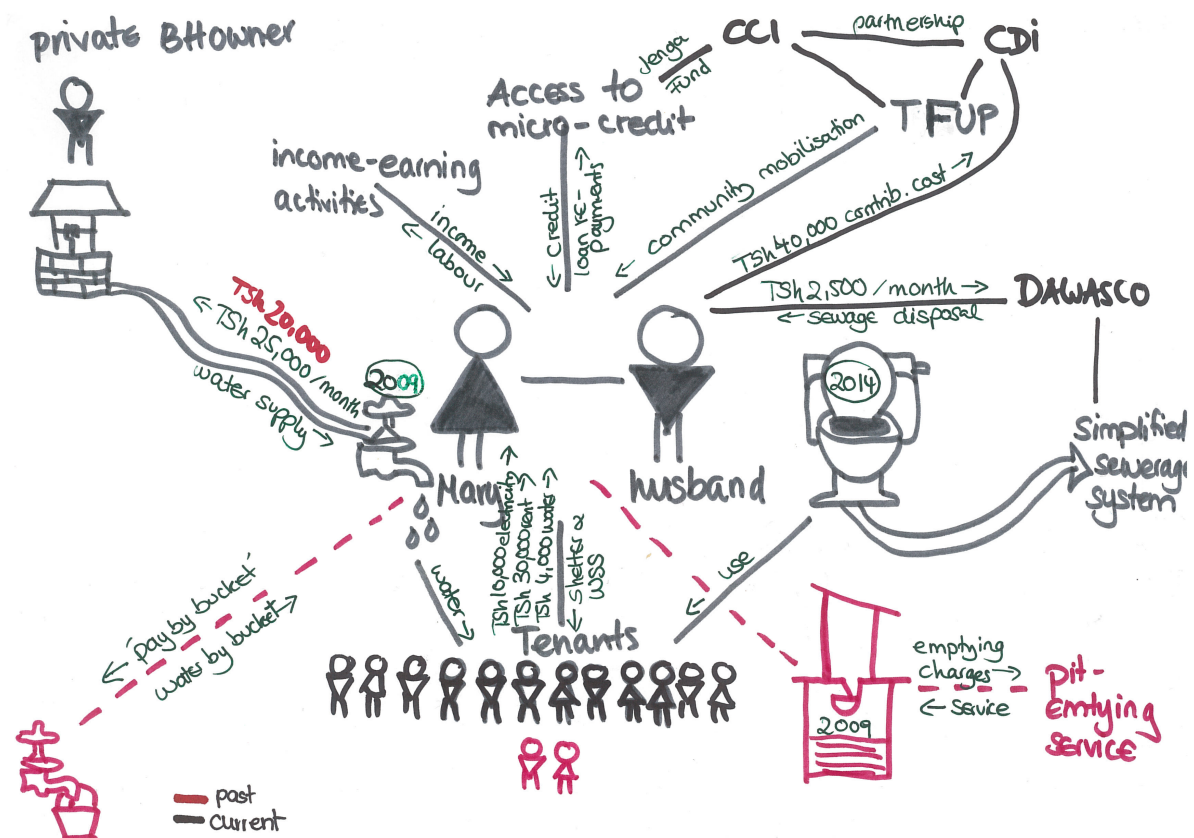 private BHowner
CCI
partnership
CDI
Jenga
Fund
Access to
micro-credit
TFUP
income-earning
activities
income →
← labour
← credit
loan re-
payments →
← community mobilisation
TSh 40,000 contrib. cost →
TSh 2,500 / month →
← sewage disposal
DAWASCO
TSh 20,000
← TSh 25,000 / month
water supply →
2009
2014
Simplified
sewerage
system
Mary
husband
TSh 10,000 electricity →
TSh 30,000 rent →
TSh 4,000 water →
← shelter &
WSS
water →
← use
← pay by bucket
water by bucket →
Tenants
emptying
charges →
← service
pit-
emtying
service
2009
past
current